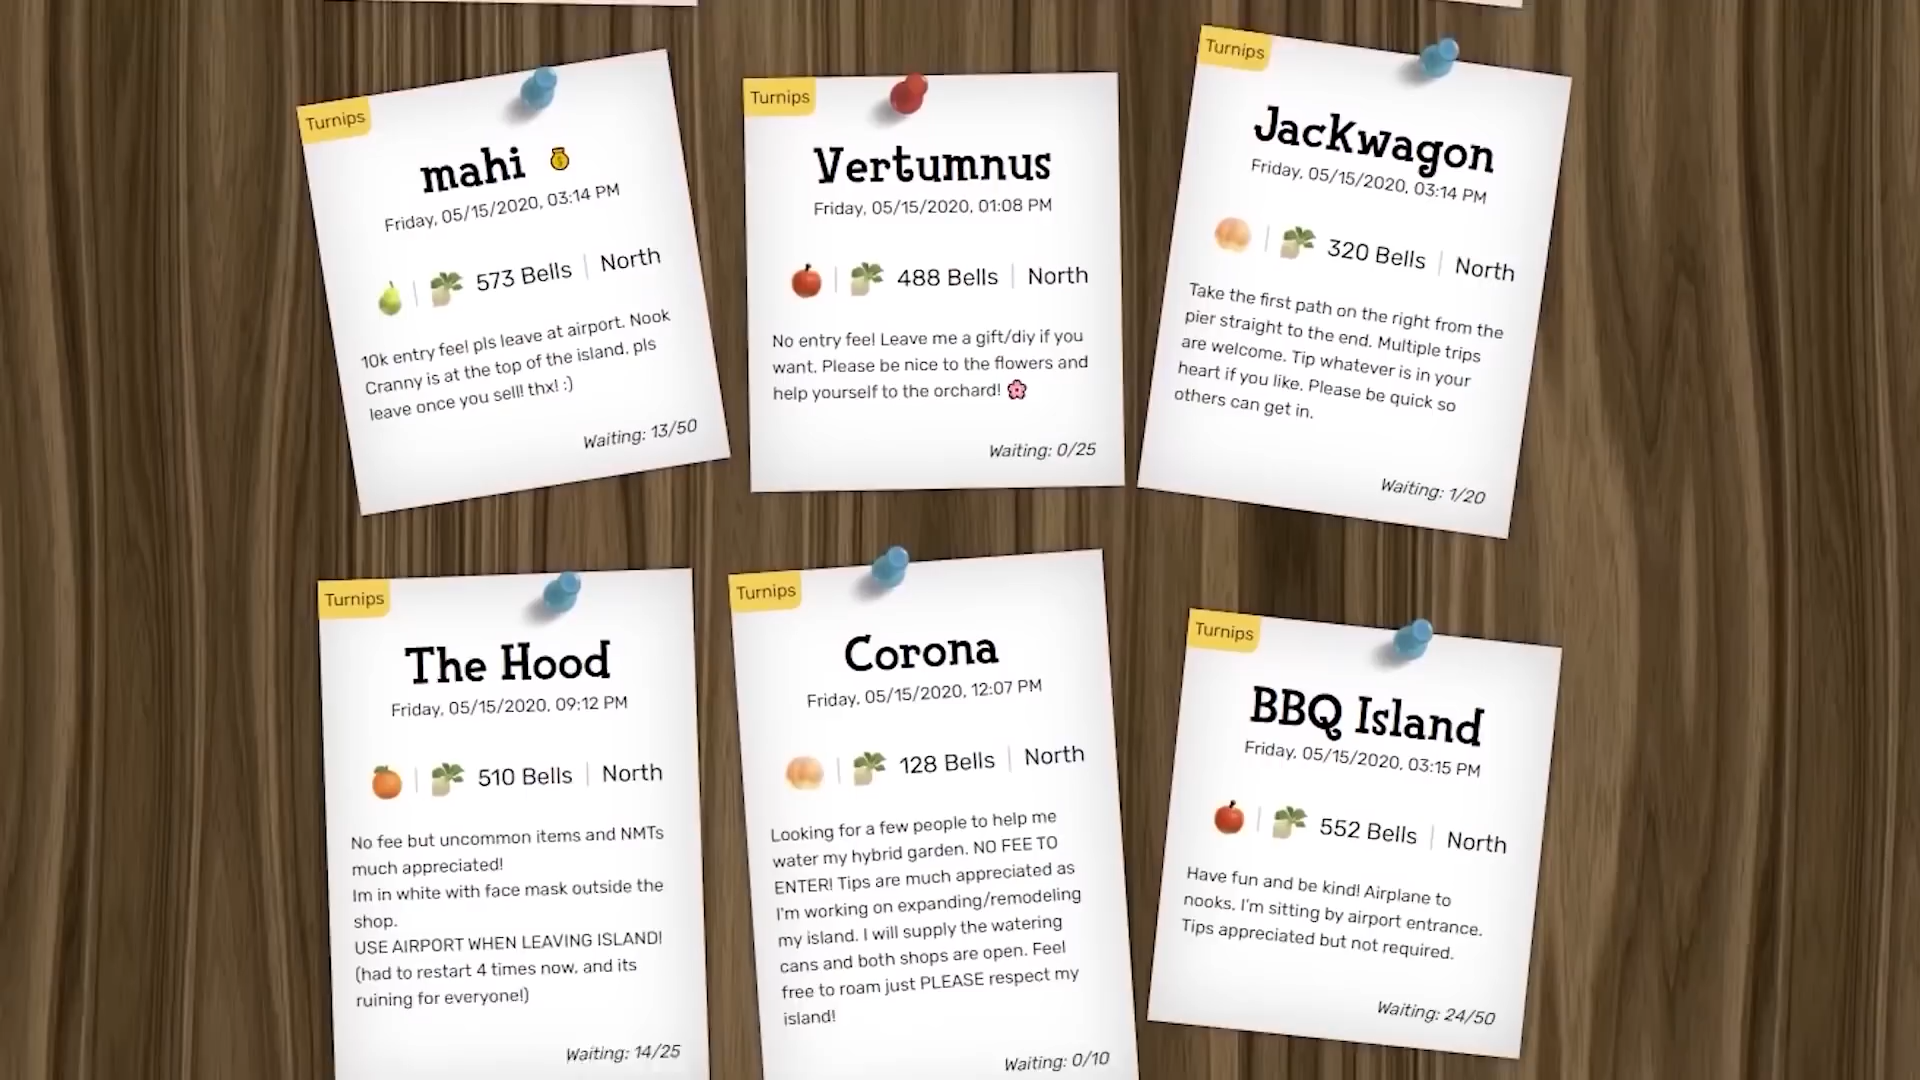 Turnips
mahi
Friday, 05/15/2020, 03:14 PM
573 Bells | North
10k entry fee! pls leave at airport. Nook
Cranny is at the top of the island. pls
leave once you sell! thx! :)
Waiting: 13/50
Turnips
Vertumnus
Friday, 05/15/2020, 01:08 PM
488 Bells | North
No entry fee! Leave me a gift/diy if you
want. Please be nice to the flowers and
help yourself to the orchard! 🌸
Waiting: 0/25
Turnips
Jackwagon
Friday, 05/15/2020, 03:14 PM
320 Bells | North
Take the first path on the right from the
pier straight to the end. Multiple trips
are welcome. Tip whatever is in your
heart if you like. Please be quick so
others can get in.
Waiting: 1/20
Turnips
The Hood
Friday, 05/15/2020, 09:12 PM
510 Bells | North
No fee but uncommon items and NMTs
much appreciated!
Im in white with face mask outside the
shop.
USE AIRPORT WHEN LEAVING ISLAND!
(had to restart 4 times now, and its
ruining for everyone!)
Waiting: 14/25
Turnips
Corona
Friday, 05/15/2020, 12:07 PM
128 Bells | North
Looking for a few people to help me
water my hybrid garden. NO FEE TO
ENTER! Tips are much appreciated as
I'm working on expanding/remodeling
my island. I will supply the watering
cans and both shops are open. Feel
free to roam just PLEASE respect my
island!
Waiting: 0/10
Turnips
BBQ Island
Friday, 05/15/2020, 03:15 PM
552 Bells | North
Have fun and be kind! Airplane to
nooks. I'm sitting by airport entrance.
Tips appreciated but not required.
Waiting: 24/50